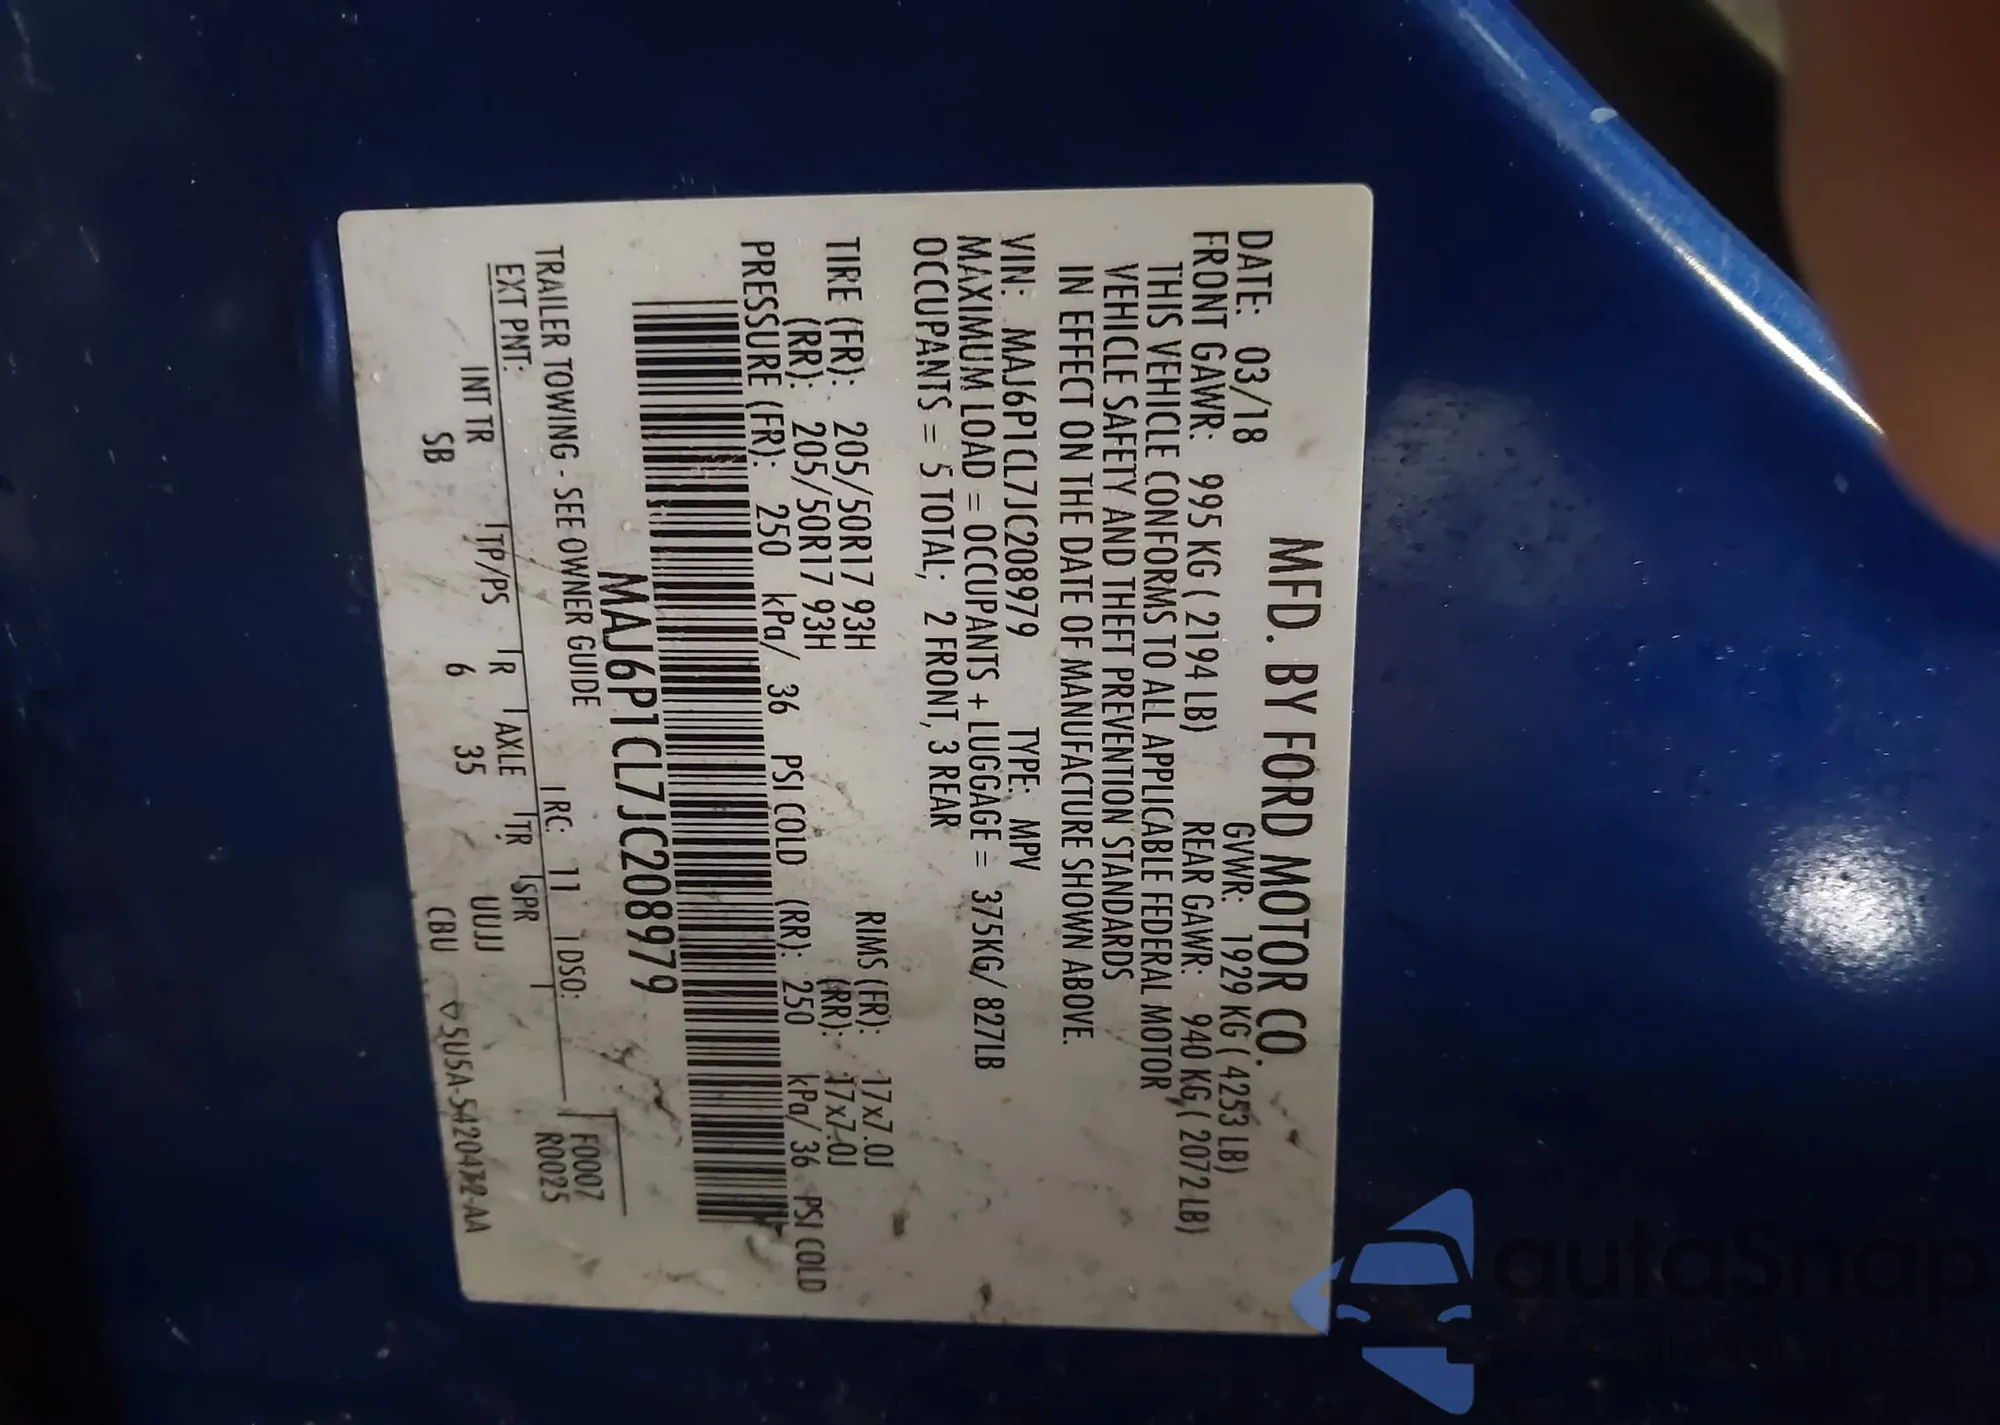 MFD. BY FORD MOTOR CO.
DATE: 03/18 GVWR: 1929 KG ( 4253 LB)
FRONT GAWR: 995 KG ( 2194 LB) REAR GAWR: 940 KG ( 2072 LB)
THIS VEHICLE CONFORMS TO ALL APPLICABLE FEDERAL MOTOR
VEHICLE SAFETY AND THEFT PREVENTION STANDARDS
IN EFFECT ON THE DATE OF MANUFACTURE SHOWN ABOVE.
VIN: MAJ6P1CL7JC208979 TYPE: MPV
MAXIMUM LOAD = OCCUPANTS + LUGGAGE = 375KG/ 827LB
OCCUPANTS = 5 TOTAL; 2 FRONT, 3 REAR
TIRE (FR): 205/50R17 93H RIMS (FR): 17x7.0J
(RR): 205/50R17 93H (RR): 17x7.0J
PRESSURE (FR): 250 kPa/ 36 PSI COLD (RR): 250 kPa/ 36 PSI COLD
MAJ6P1CL7JC208979
TRAILER TOWING - SEE OWNER GUIDE
F0007
EXT PNT: RC: 11 DSO: R0025
INT TR TP/PS R AXLE TR SPR
SB 6 35 UUJJ
CBU 5U5A-5420472-AA
autaSnap